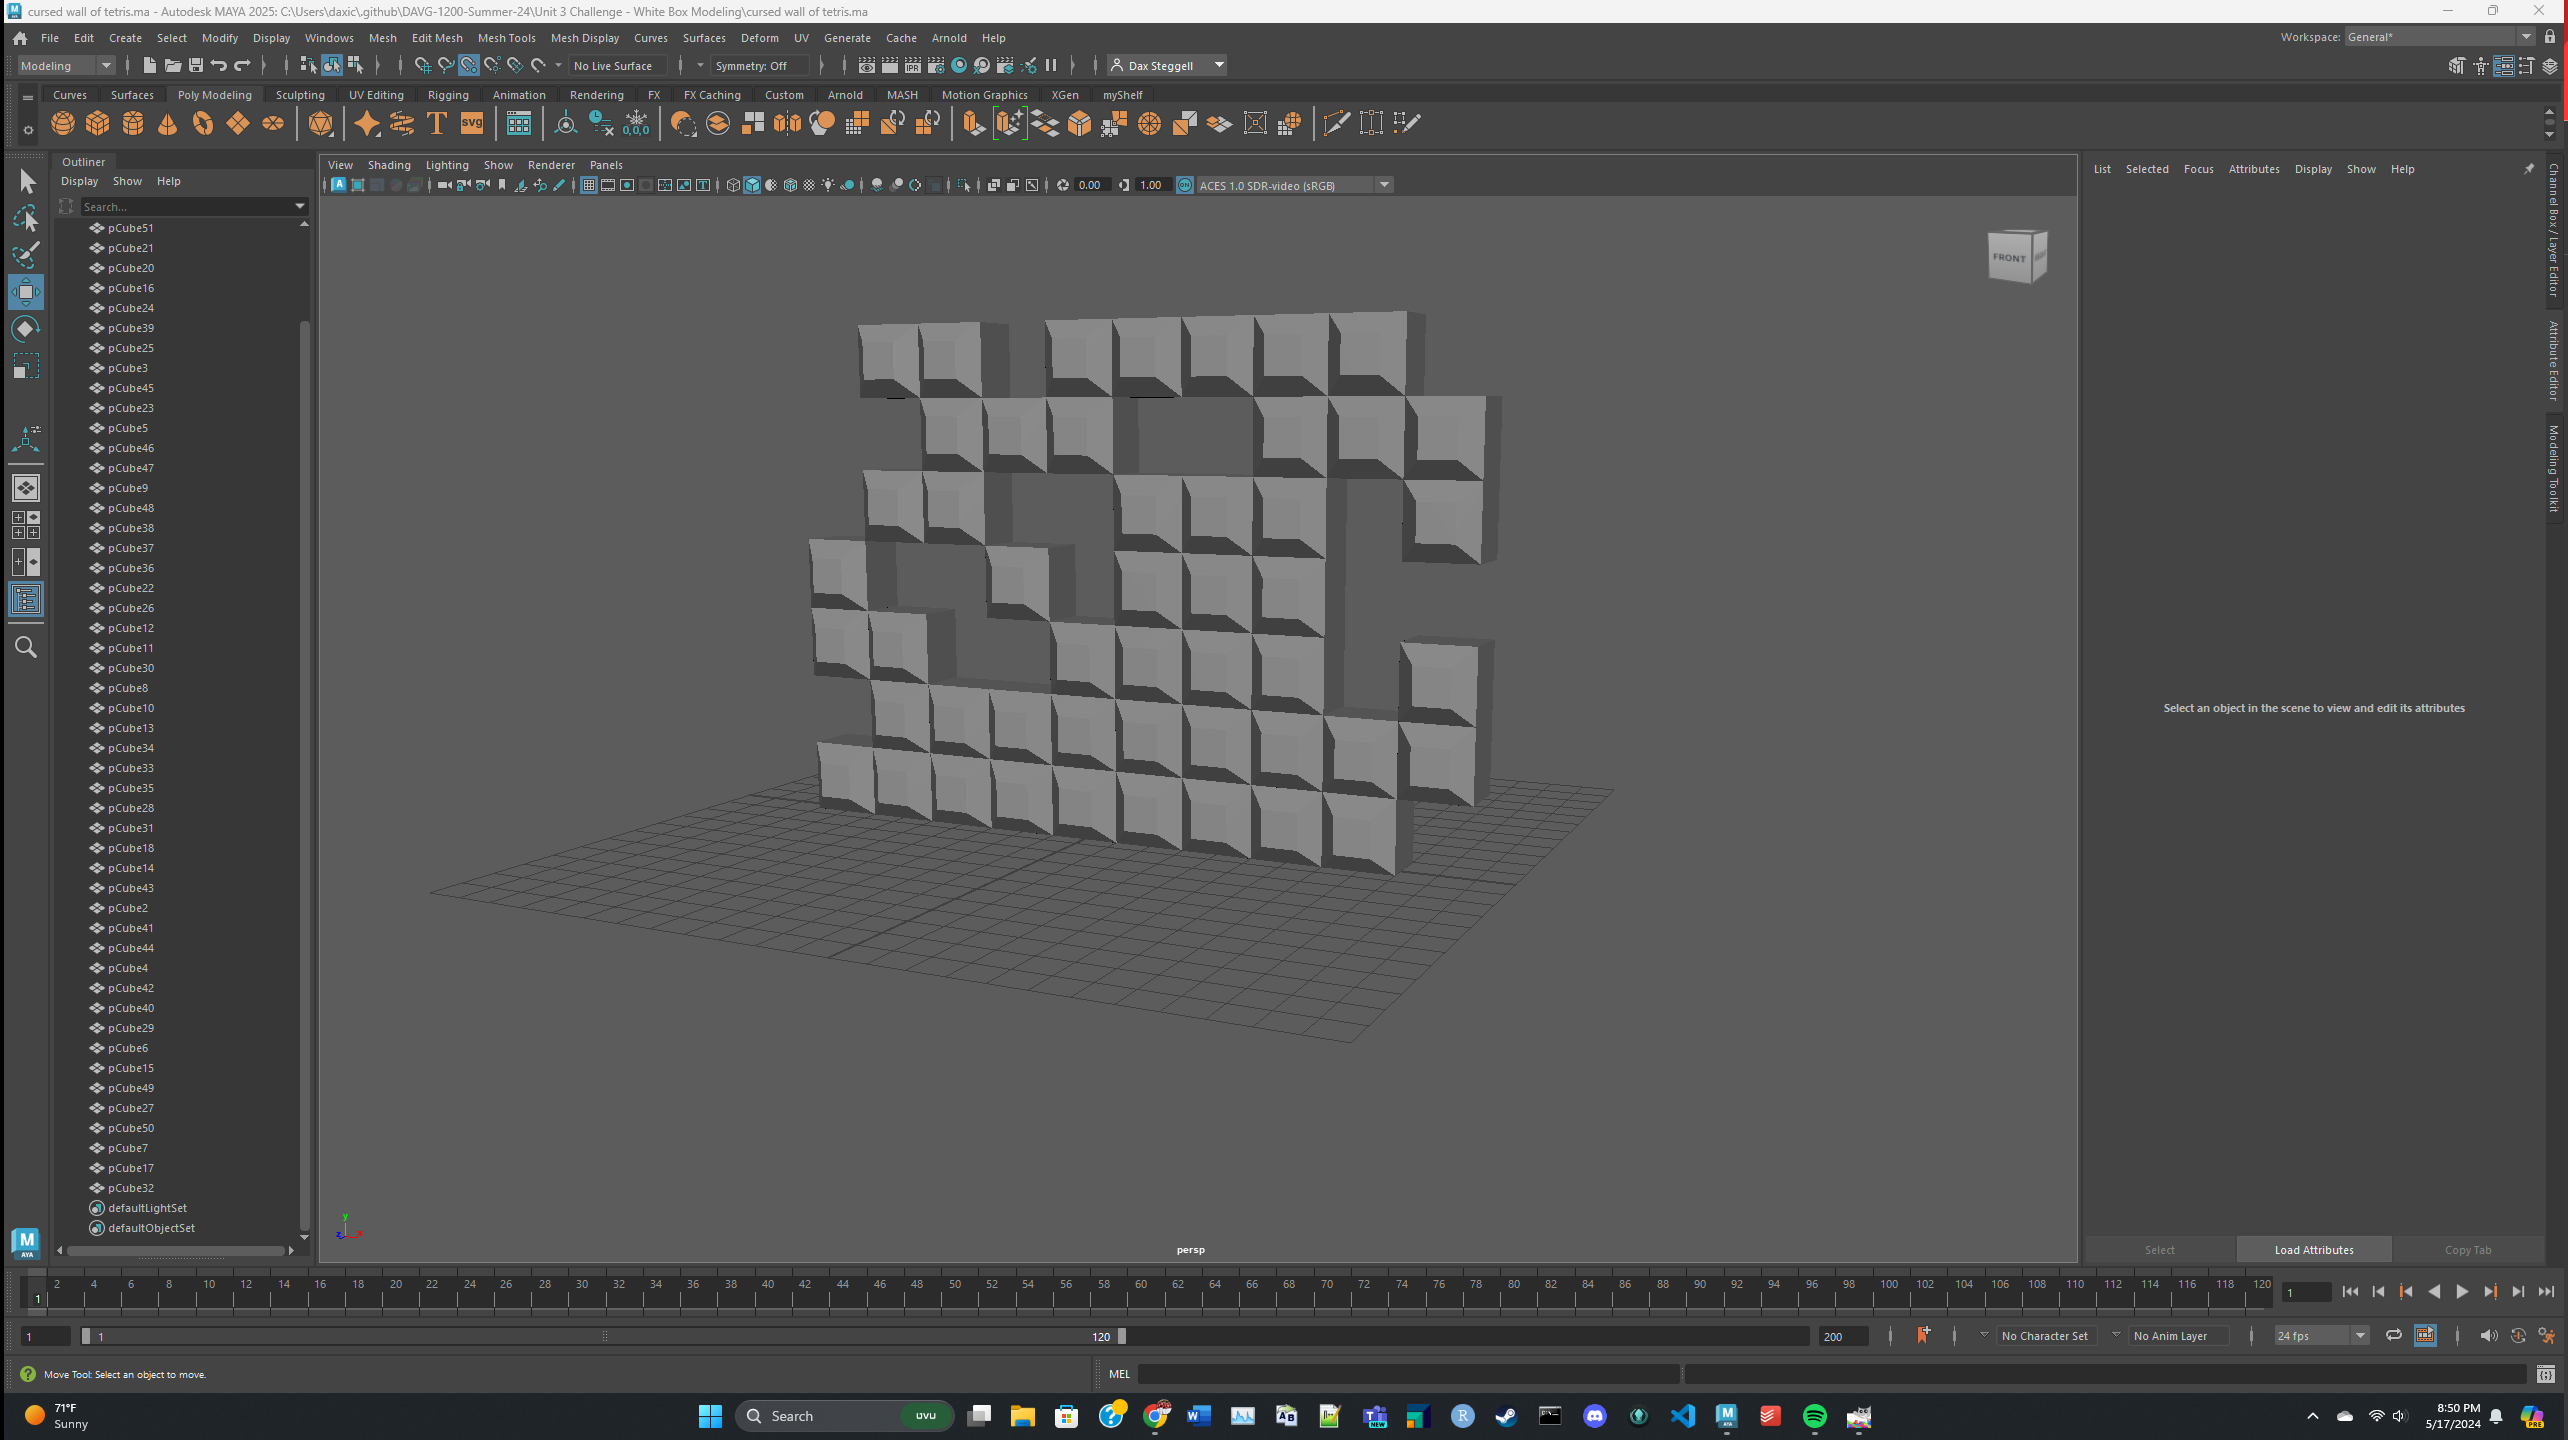 cursed wall of tetris.ma - Autodesk MAYA 2025: C:\Users\daxic\.github\DAVG-1200-Summer-24\Unit 3 Challenge - White Box Modeling\cursed wall of tetris.ma
File Edit Create Select Modify Display Windows Mesh Edit Mesh Mesh Tools Mesh Display Curves Surfaces Deform UV Generate Cache Arnold Help
Workspace: General*
Modeling No Live Surface Symmetry: Off Dax Steggell
Curves Surfaces Poly Modeling Sculpting UV Editing Rigging Animation Rendering FX FX Caching Custom Arnold MASH Motion Graphics XGen myShelf
T SVG 0,0,0
Outliner
Display Show Help
Search...
pCube51
pCube21
pCube20
pCube16
pCube24
pCube39
pCube25
pCube3
pCube45
pCube23
pCube5
pCube46
pCube47
pCube9
pCube48
pCube38
pCube37
pCube36
pCube22
pCube26
pCube12
pCube11
pCube30
pCube8
pCube10
pCube13
pCube34
pCube33
pCube35
pCube28
pCube31
pCube18
pCube14
pCube43
pCube2
pCube41
pCube44
pCube4
pCube42
pCube40
pCube29
pCube6
pCube15
pCube49
pCube27
pCube50
pCube7
pCube17
pCube32
defaultLightSet
defaultObjectSet
View Shading Lighting Show Renderer Panels
0.00 1.00 ACES 1.0 SDR-video (sRGB)
FRONT
y
z
persp
List Selected Focus Attributes Display Show Help
Select an object in the scene to view and edit its attributes
Select Load Attributes Copy Tab
Channel Box / Layer Editor
Attribute Editor
Modeling Toolkit
M
AYA
2 4 6 8 10 12 14 16 18 20 22 24 26 28 30 32 34 36 38 40 42 44 46 48 50 52 54 56 58 60 62 64 66 68 70 72 74 76 78 80 82 84 86 88 90 92 94 96 98 100 102 104 106 108 110 112 114 116 118 120
1 1
1 1 120 200 No Character Set No Anim Layer 24 fps
Move Tool: Select an object to move.
MEL
71°F
Sunny
Search UVU
8:50 PM
5/17/2024